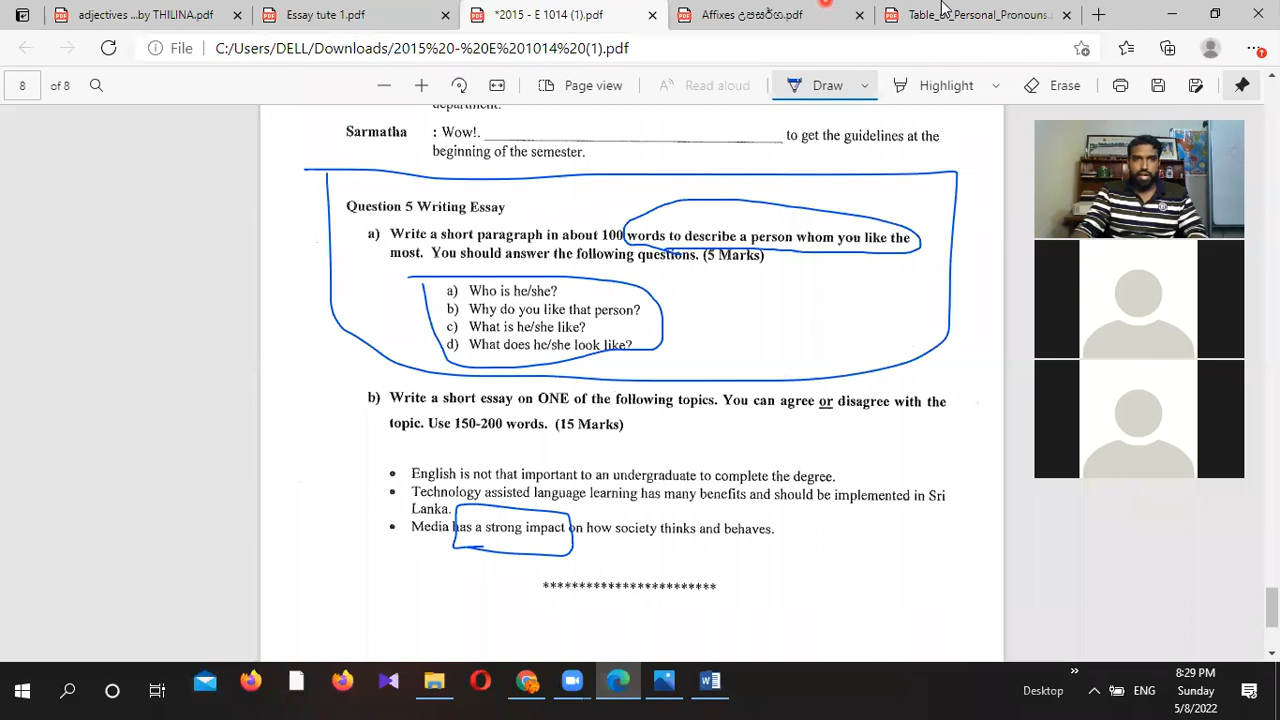 adjectives ...by THILINA.pdf
Essay tute 1.pdf
*2015 - E 1014 (1).pdf
Affixes උපසර්ග.pdf
Personal_Pronouns.
File
C:/Users/DELL/Downloads/2015%20-%20E%201014%20(1).pdf
8 of 8
Page view
Read aloud
Draw
Highlight
Erase
department.
Sarmatha : Wow!. ______________________ to get the guidelines at the
beginning of the semester.
Question 5 Writing Essay
a) Write a short paragraph in about 100 words to describe a person whom you like the
most. You should answer the following questions. (5 Marks)
a) Who is he/she?
b) Why do you like that person?
c) What is he/she like?
d) What does he/she look like?
b) Write a short essay on ONE of the following topics. You can agree or disagree with the
topic. Use 150-200 words. (15 Marks)
• English is not that important to an undergraduate to complete the degree.
• Technology assisted language learning has many benefits and should be implemented in Sri
Lanka.
• Media has a strong impact on how society thinks and behaves.
************************
Desktop
ENG
8:29 PM
Sunday
5/8/2022